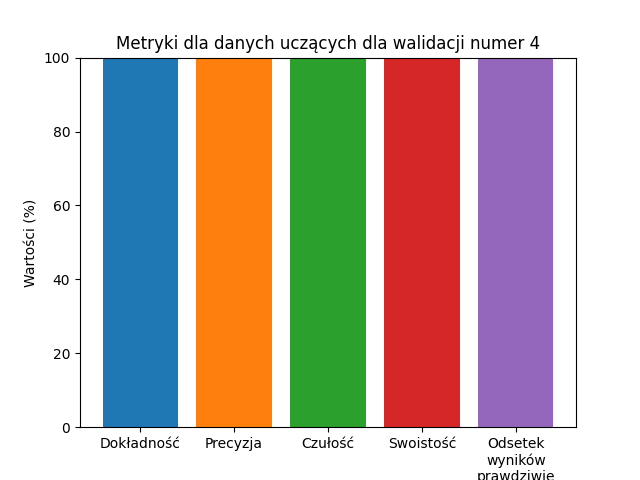 Metryki dla danych uczących dla walidacji numer 4
Wartości (%)
100
80
60
40
20
0
Dokładność Precyzja Czułość Swoistość Odsetek
wyników
prawdziwie